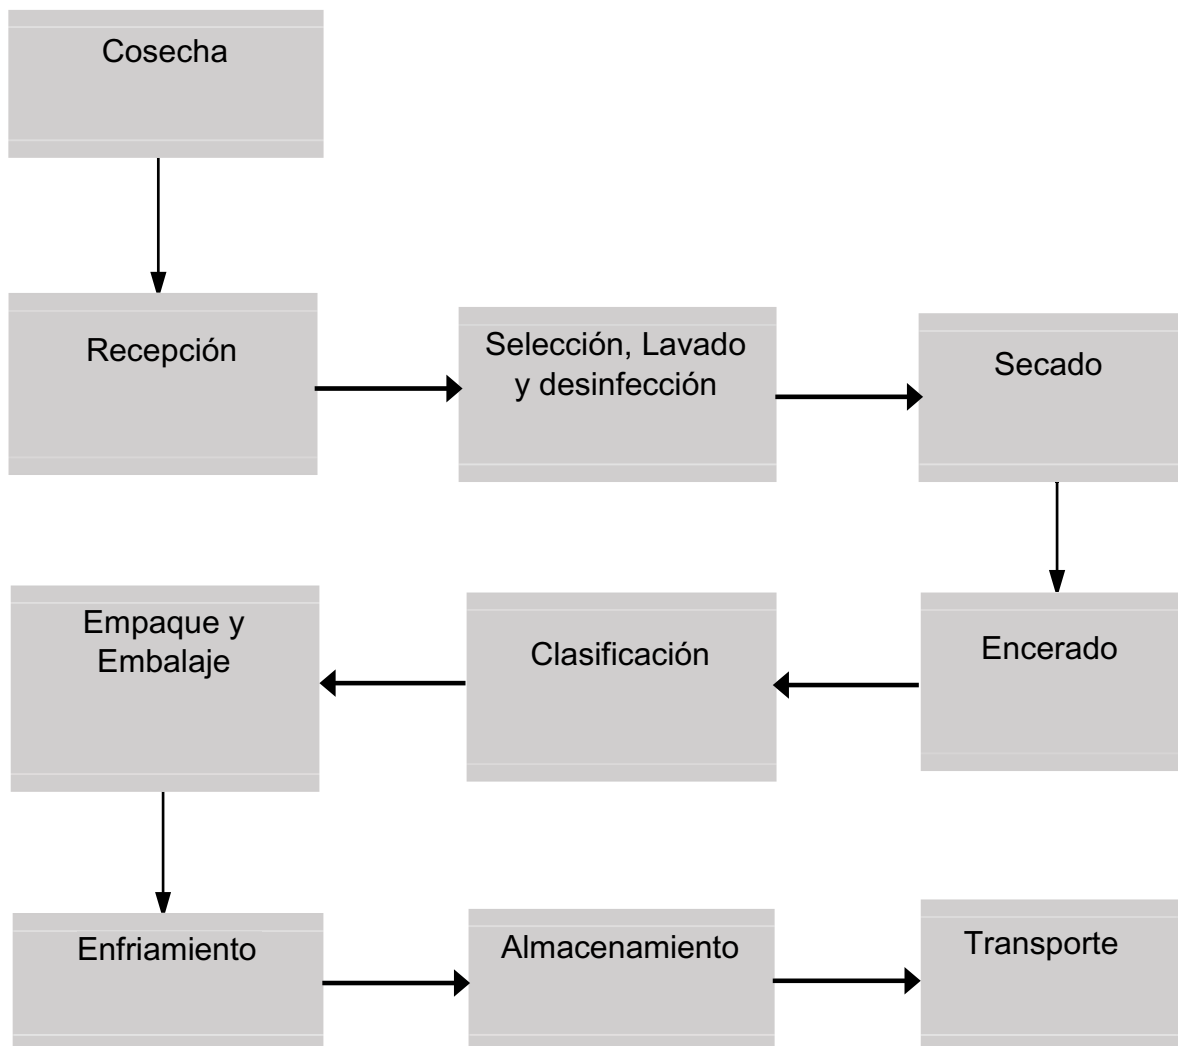 Cosecha
Recepción
Selección, Lavado
y desinfección
Secado
Encerado
Clasificación
Empaque y
Embalaje
Enfriamiento
Almacenamiento
Transporte